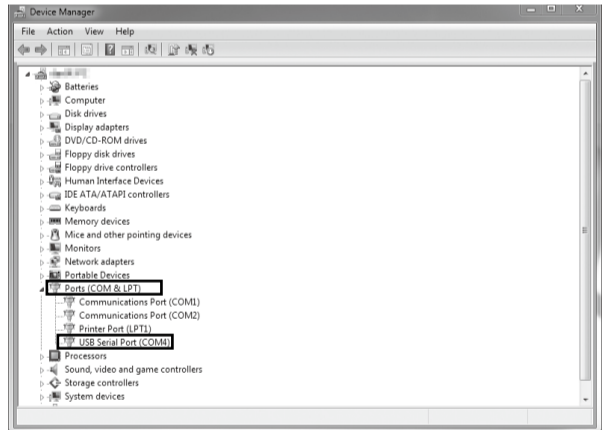 Device Manager
File Action View Help
Batteries
Computer
Disk drives
Display adapters
DVD/CD-ROM drives
Floppy disk drives
Floppy drive controllers
Human Interface Devices
IDE ATA/ATAPI controllers
Keyboards
Memory devices
Mice and other pointing devices
Monitors
Network adapters
Portable Devices
Ports (COM & LPT)
Communications Port (COM1)
Communications Port (COM2)
Printer Port (LPT1)
USB Serial Port (COM4)
Processors
Sound, video and game controllers
Storage controllers
System devices